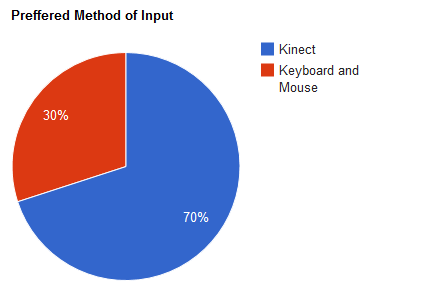 Preffered Method of Input
Kinect
Keyboard and
Mouse
30%
70%